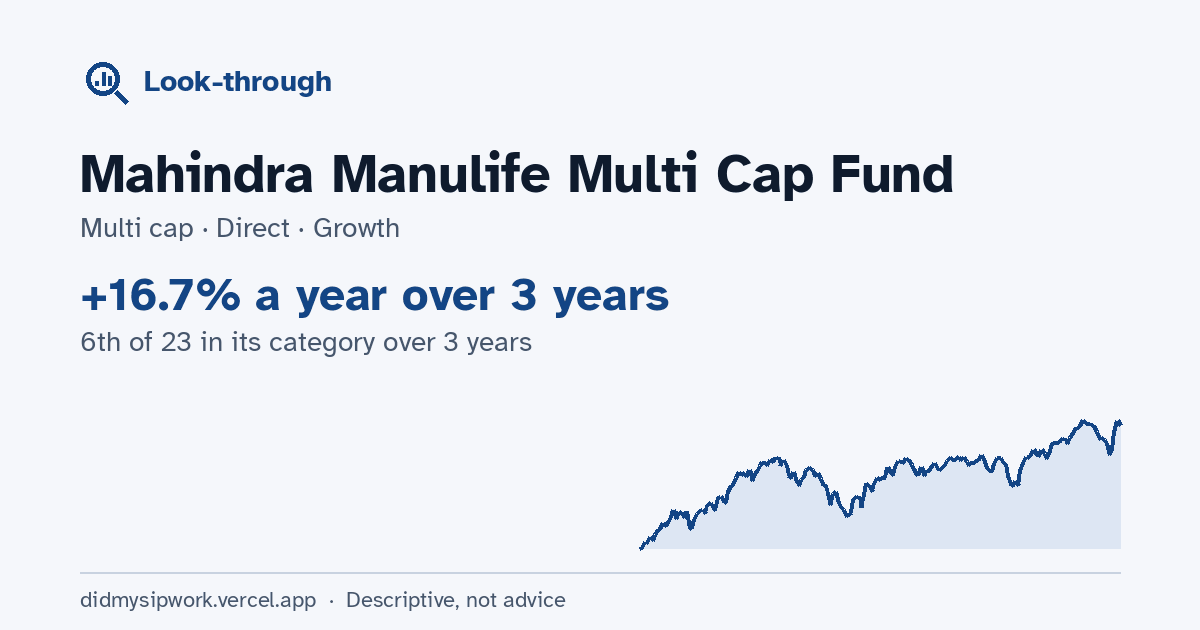 Look-through
Mahindra Manulife Multi Cap Fund
Multi cap · Direct · Growth
+16.7% a year over 3 years
6th of 23 in its category over 3 years
didmysipwork.vercel.app · Descriptive, not advice